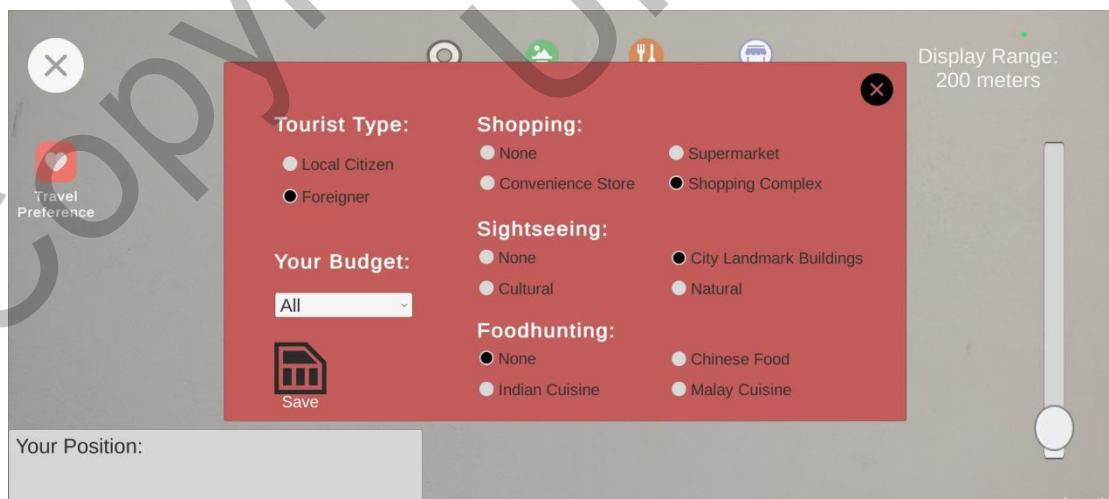 Display Range:
200 meters
Travel
Preference
Tourist Type:
Local Citizen
Foreigner
Your Budget:
All
Save
Shopping:
None
Supermarket
Convenience Store
Shopping Complex
Sightseeing:
None
City Landmark Buildings
Cultural
Natural
Foodhunting:
None
Chinese Food
Indian Cuisine
Malay Cuisine
Your Position:
Copy